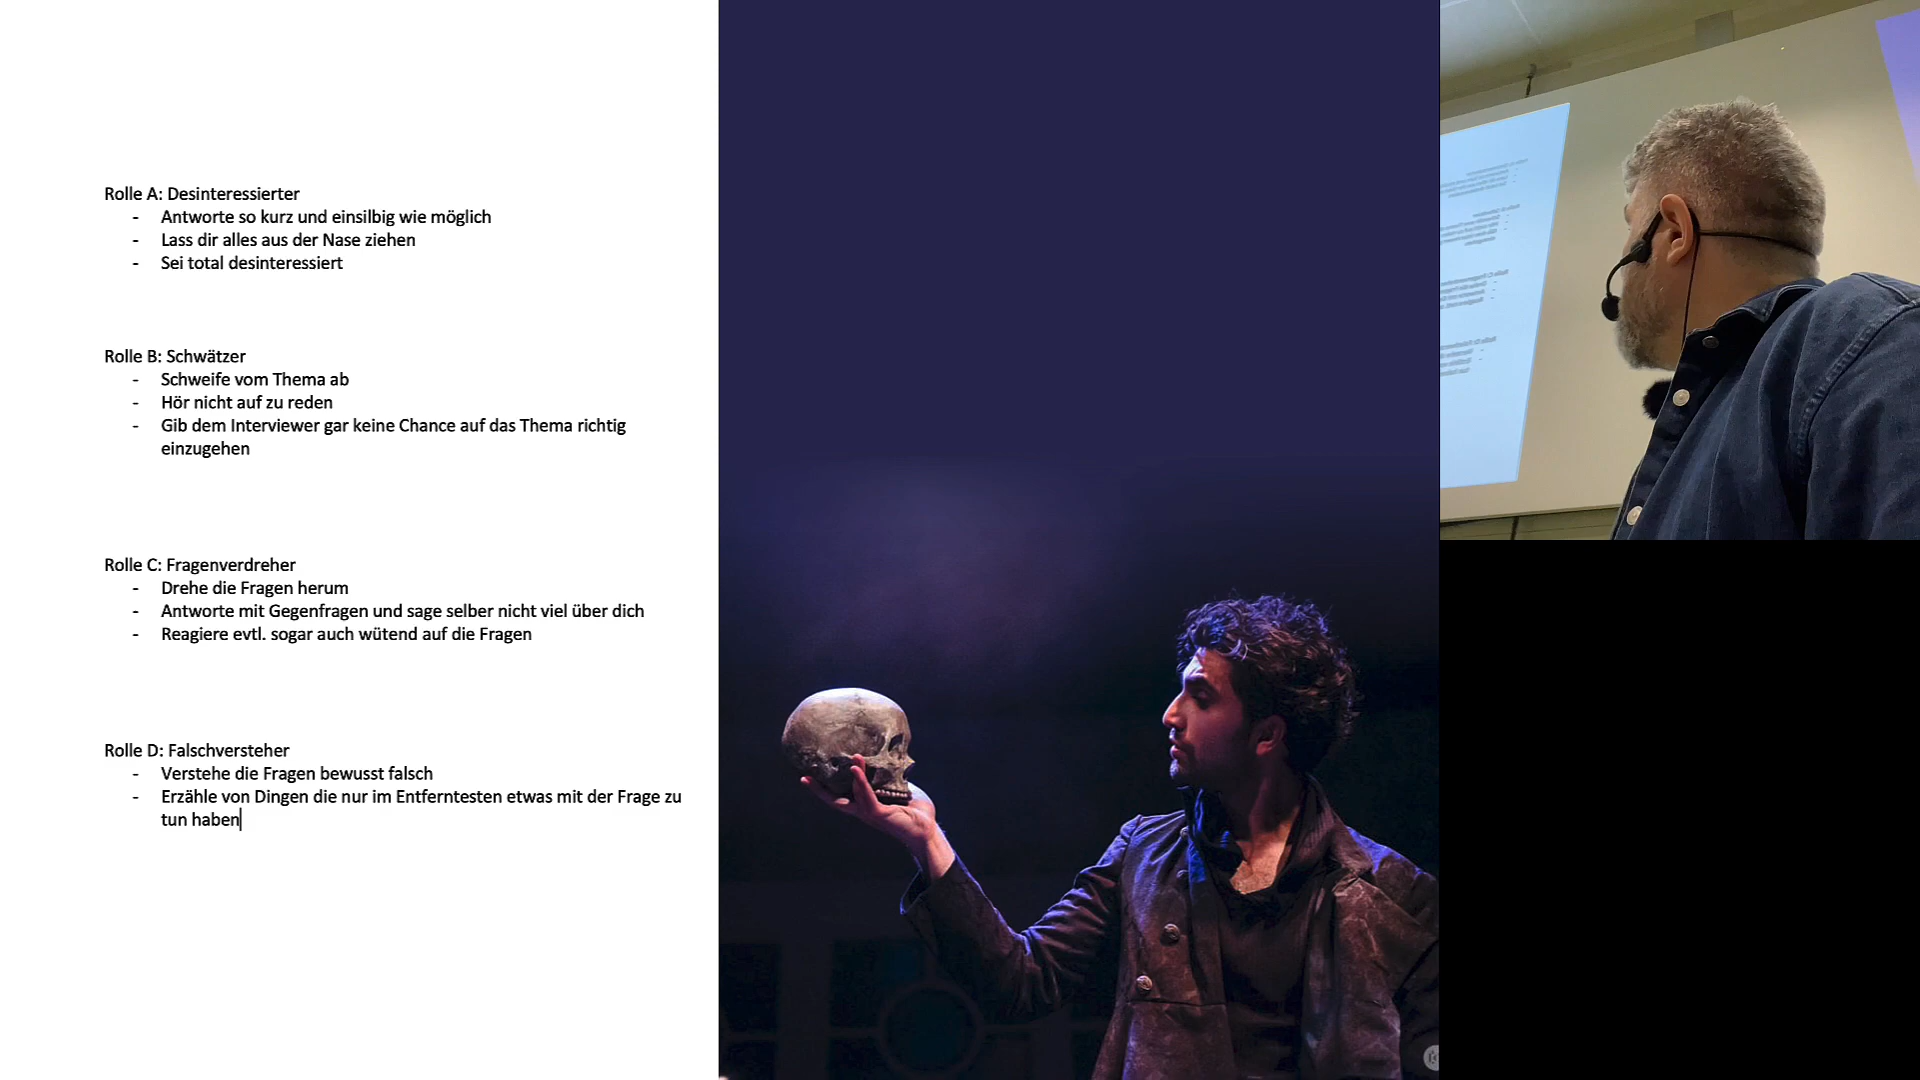 Rolle A: Desinteressierter
- Antworte so kurz und einsilbig wie möglich
- Lass dir alles aus der Nase ziehen
- Sei total desinteressiert
Rolle B: Schwätzer
- Schweife vom Thema ab
- Hör nicht auf zu reden
- Gib dem Interviewer gar keine Chance auf das Thema richtig
einzugehen
Rolle C: Fragenverdreher
- Drehe die Fragen herum
- Antworte mit Gegenfragen und sage selber nicht viel über dich
- Reagiere evtl. sogar auch wütend auf die Fragen
Rolle D: Falschversteher
- Verstehe die Fragen bewusst falsch
- Erzähle von Dingen die nur im Entferntesten etwas mit der Frage zu
tun haben